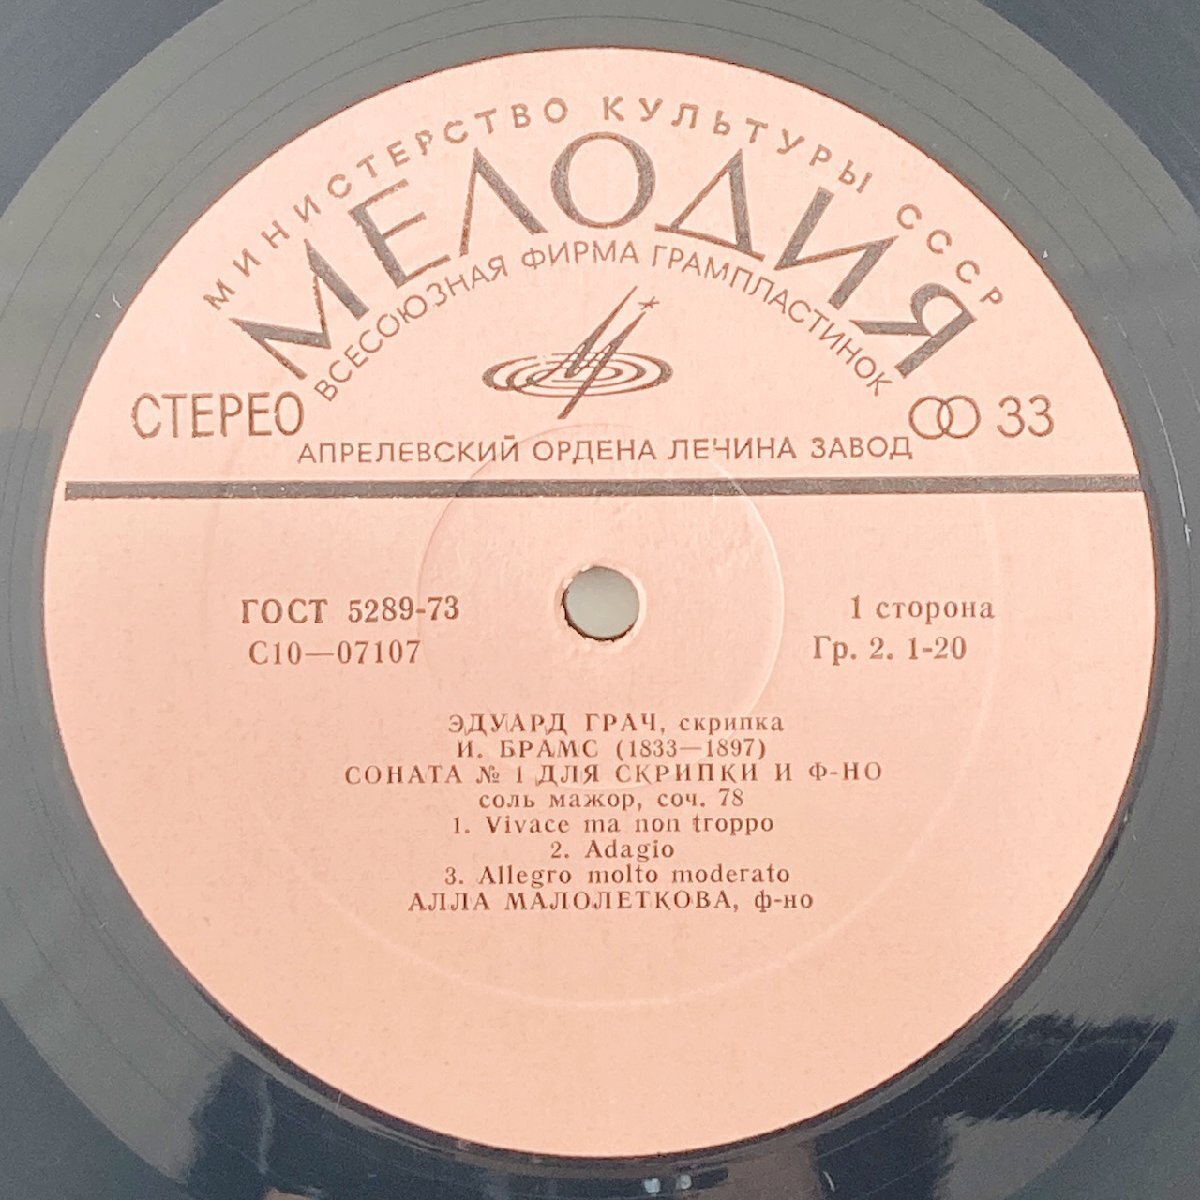 МИНИСТЕРСТВО КУЛЬТУРЫ СССР
МЕЛОДИЯ
ВСЕСОЮЗНАЯ ФИРМА ГРАМПЛАСТИНОК
СТЕРЕО 33
АПРЕЛЕВСКИЙ ОРДЕНА ЛЕНИНА ЗАВОД
ГОСТ 5289-73 1 сторона
С10—07107 Гр. 2. 1-20
ЭДУАРД ГРАЧ, скрипка
И. БРАМС (1833—1897)
СОНАТА № 1 ДЛЯ СКРИПКИ И Ф-НО
соль мажор, соч. 78
1. Vivace ma non troppo
2. Adagio
3. Allegro molto moderato
АЛЛА МАЛОЛЕТКОВА, ф-но